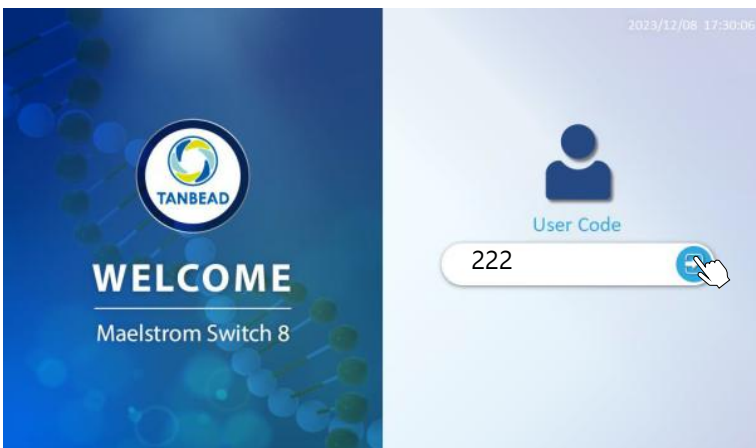 2023/12/08 17:30:06
TANBEAD
WELCOME
Maelstrom Switch 8
User Code
222